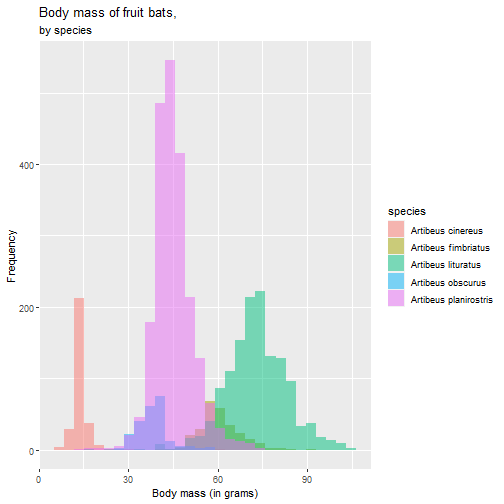 Body mass of fruit bats,
by species
Frequency
400
200
0
0
30
60
90
Body mass (in grams)
species
Artibeus cinereus
Artibeus fimbriatus
Artibeus lituratus
Artibeus obscurus
Artibeus planirostris